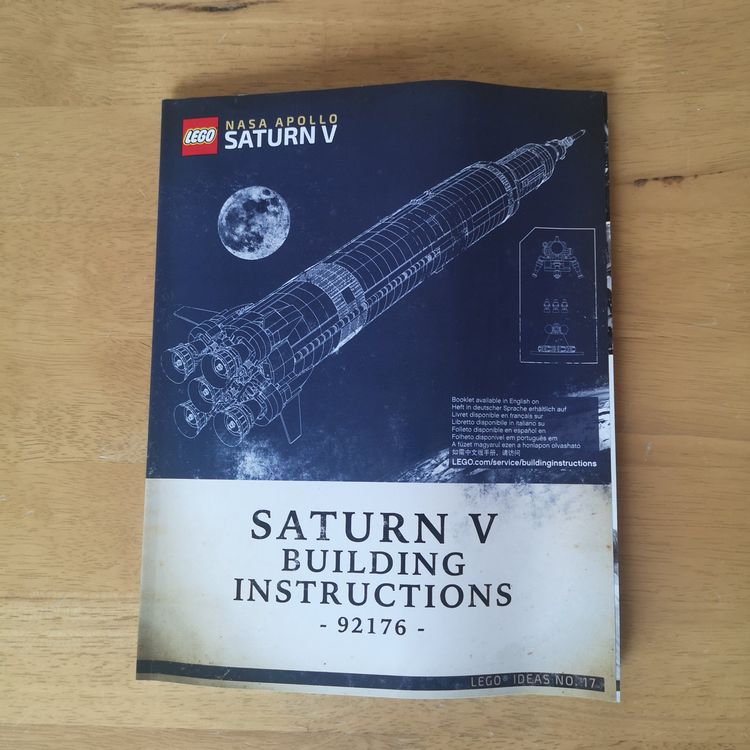 LEGO
NASA APOLLO
SATURN V
Booklet available in English on
Heft in deutscher Sprache erhältlich auf
Livret disponible en français sur
Libretto disponibile in italiano su
Folleto disponible en español en
Folheto disponível em português em
A füzet magyarul ezen a honlapon olvasható
如需中文版手册，请访问
LEGO.com/service/buildinginstructions
SATURN V
BUILDING
INSTRUCTIONS
- 92176 -
LEGO® IDEAS NO. 17